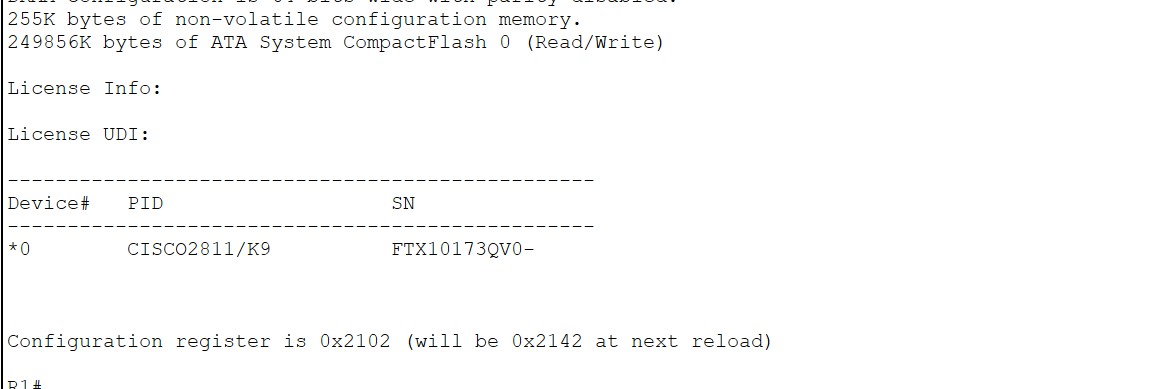 255K bytes of non-volatile configuration memory.
249856K bytes of ATA System CompactFlash 0 (Read/Write)
License Info:
License UDI:
-------------------------------------------------
Device#   PID                   SN
-------------------------------------------------
*0        CISCO2811/K9          FTX10173QV0-
Configuration register is 0x2102 (will be 0x2142 at next reload)
R1#